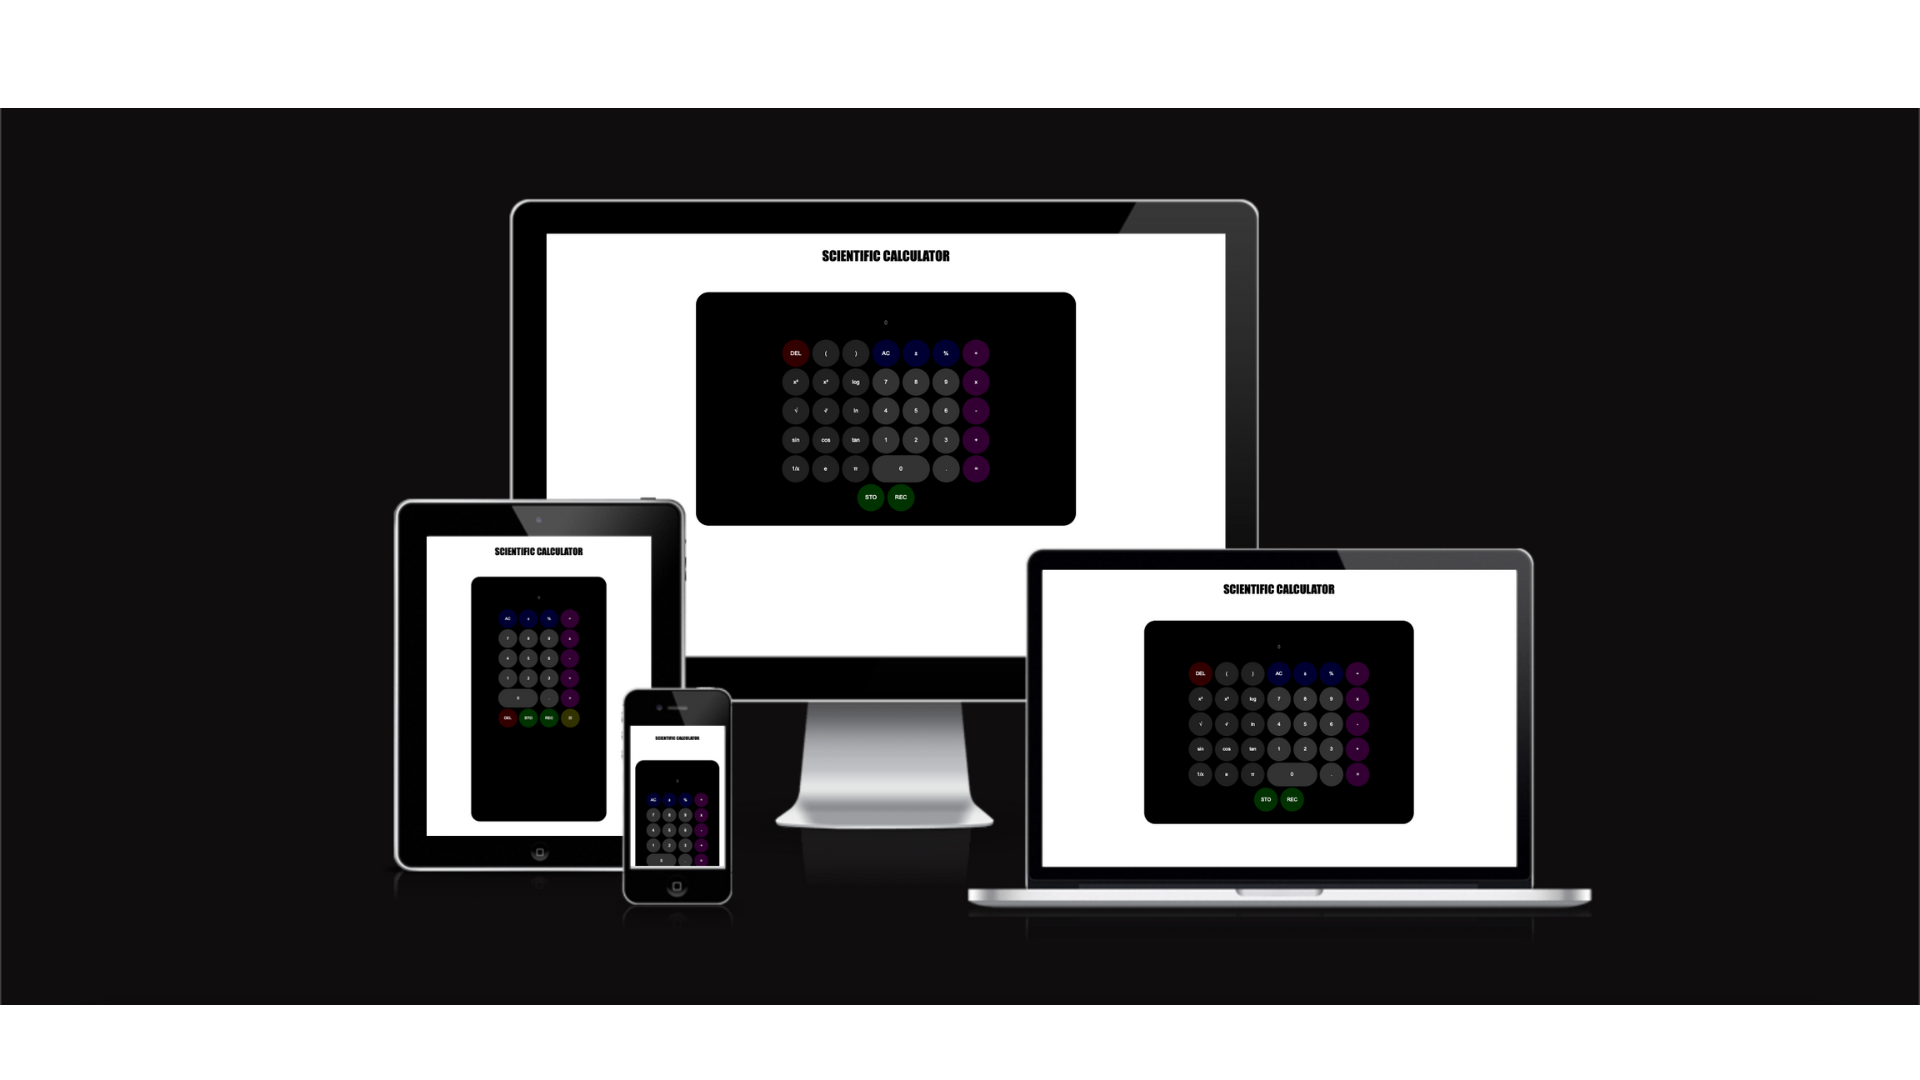 SCIENTIFIC CALCULATOR
0
DEL ( ) AC ± % ÷
x² x³ log 7 8 9 x
√ ∛ ln 4 5 6 -
sin cos tan 1 2 3 +
1/x e π 0 . =
STO REC
SCIENTIFIC CALCULATOR
AC ± % ÷
7 8 9 x
4 5 6 -
1 2 3 +
0 . =
DEL STO REC
SCIENTIFIC CALCULATOR
AC ± % ÷
7 8 9 x
4 5 6 -
1 2 3 +
0 . =
SCIENTIFIC CALCULATOR
0
DEL ( ) AC ± % ÷
x² x³ log 7 8 9 x
√ ∛ ln 4 5 6 -
sin cos tan 1 2 3 +
1/x e π 0 . =
STO REC